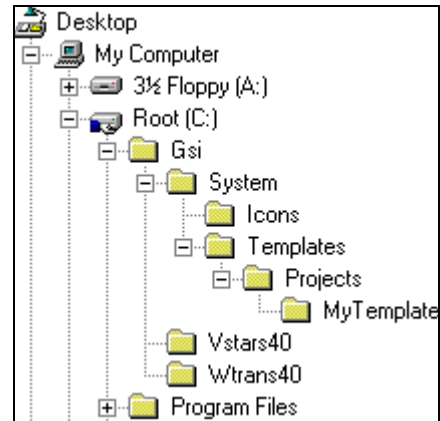 Desktop
My Computer
3½ Floppy (A:)
Root (C:)
Gsi
System
Icons
Templates
Projects
MyTemplate
Vstars40
Wtrans40
Program Files